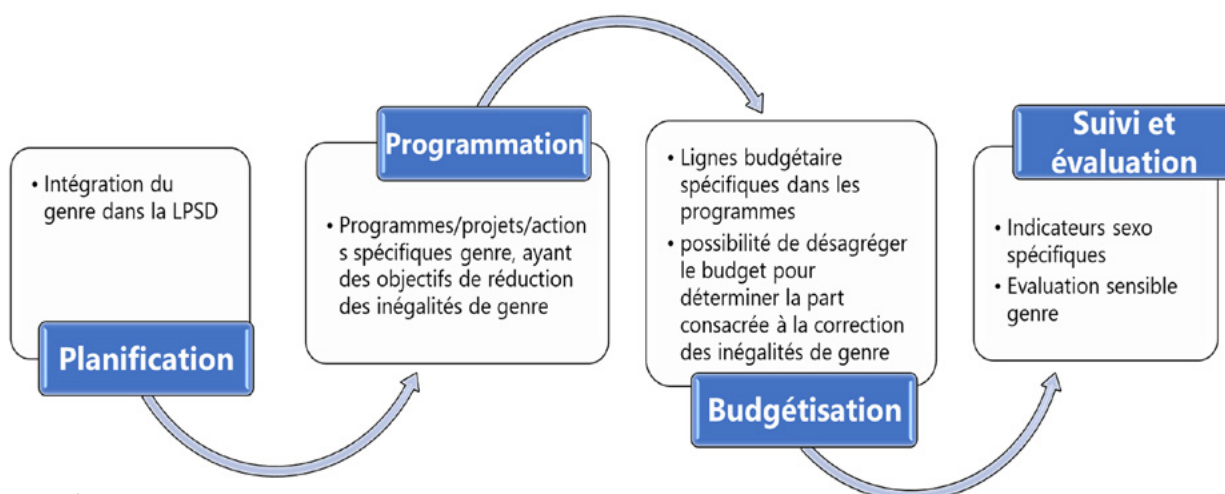 • Intégration du
genre dans la LPSD
Planification
Programmation
• Programmes/projets/action
s spécifiques genre, ayant
des objectifs de réduction
des inégalités de genre
• Lignes budgétaire
spécifiques dans les
programmes
• possibilité de désagréger
le budget pour
déterminer la part
consacrée à la correction
des inégalités de genre
Budgétisation
Suivi et
évaluation
• Indicateurs sexo
spécifiques
• Evaluation sensible
genre